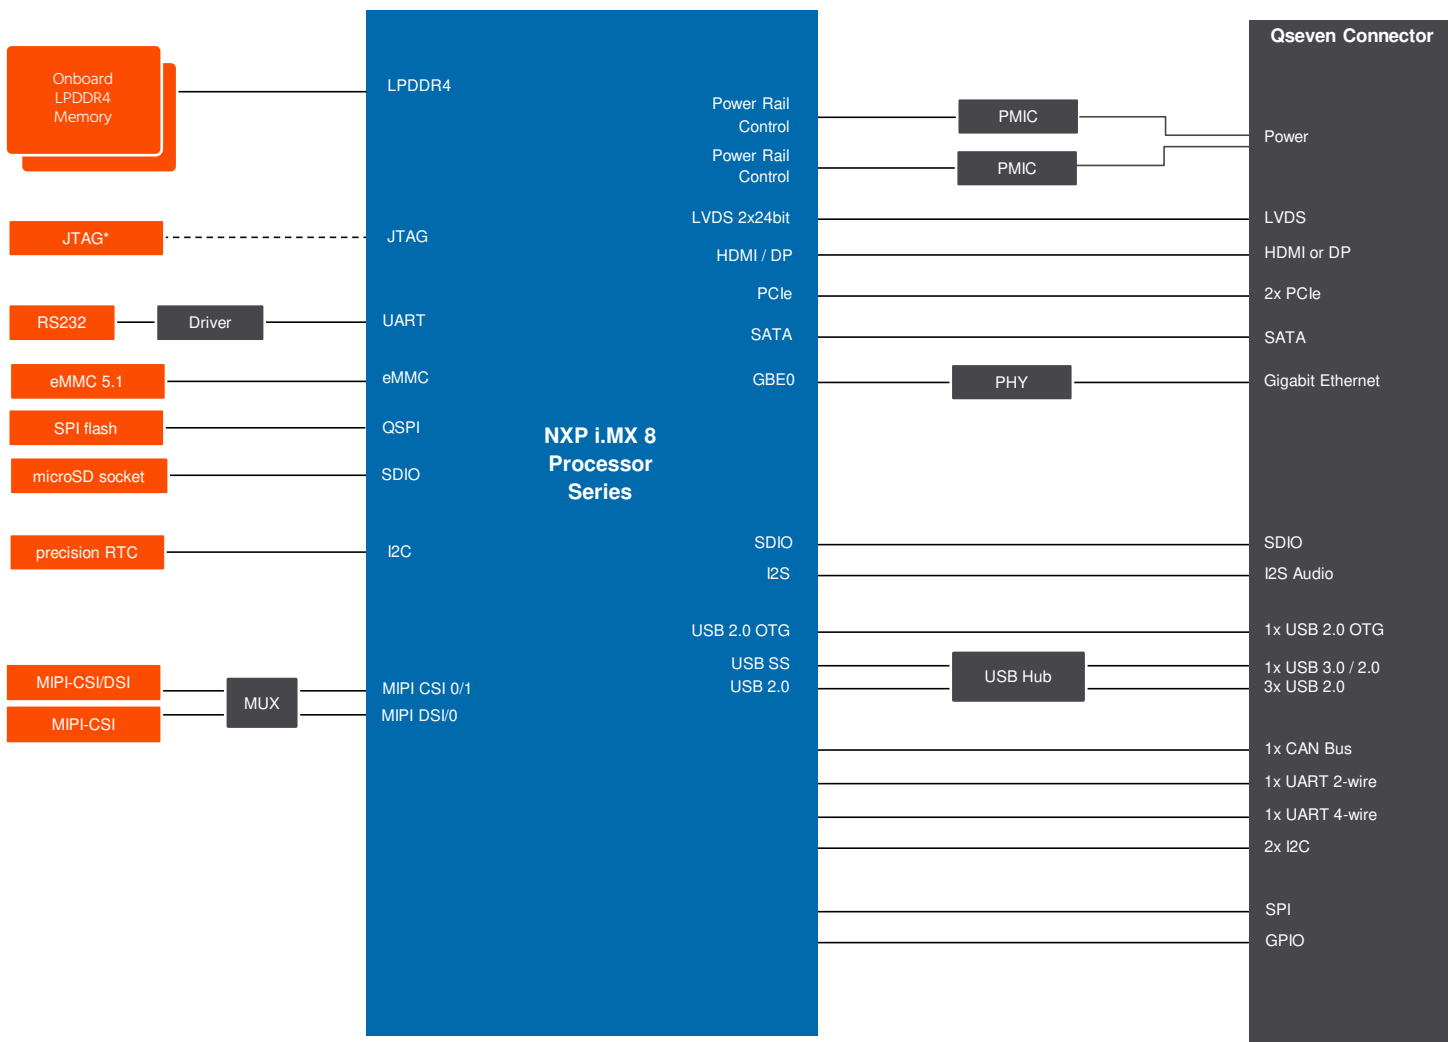 Onboard
LPDDR4
Memory
JTAG*
RS232
Driver
eMMC 5.1
SPI flash
microSD socket
precision RTC
MIPI-CSI/DSI
MIPI-CSI
MUX
LPDDR4
JTAG
UART
eMMC
QSPI
SDIO
I2C
MIPI CSI 0/1
MIPI DSI/0
NXP i.MX 8
Processor
Series
Power Rail
Control
Power Rail
Control
LVDS 2x24bit
HDMI / DP
PCIe
SATA
GBE0
SDIO
I2S
USB 2.0 OTG
USB SS
USB 2.0
PMIC
PMIC
PHY
USB Hub
Qseven Connector
Power
LVDS
HDMI or DP
2x PCIe
SATA
Gigabit Ethernet
SDIO
I2S Audio
1x USB 2.0 OTG
1x USB 3.0 / 2.0
3x USB 2.0
1x CAN Bus
1x UART 2-wire
1x UART 4-wire
2x I2C
SPI
GPIO